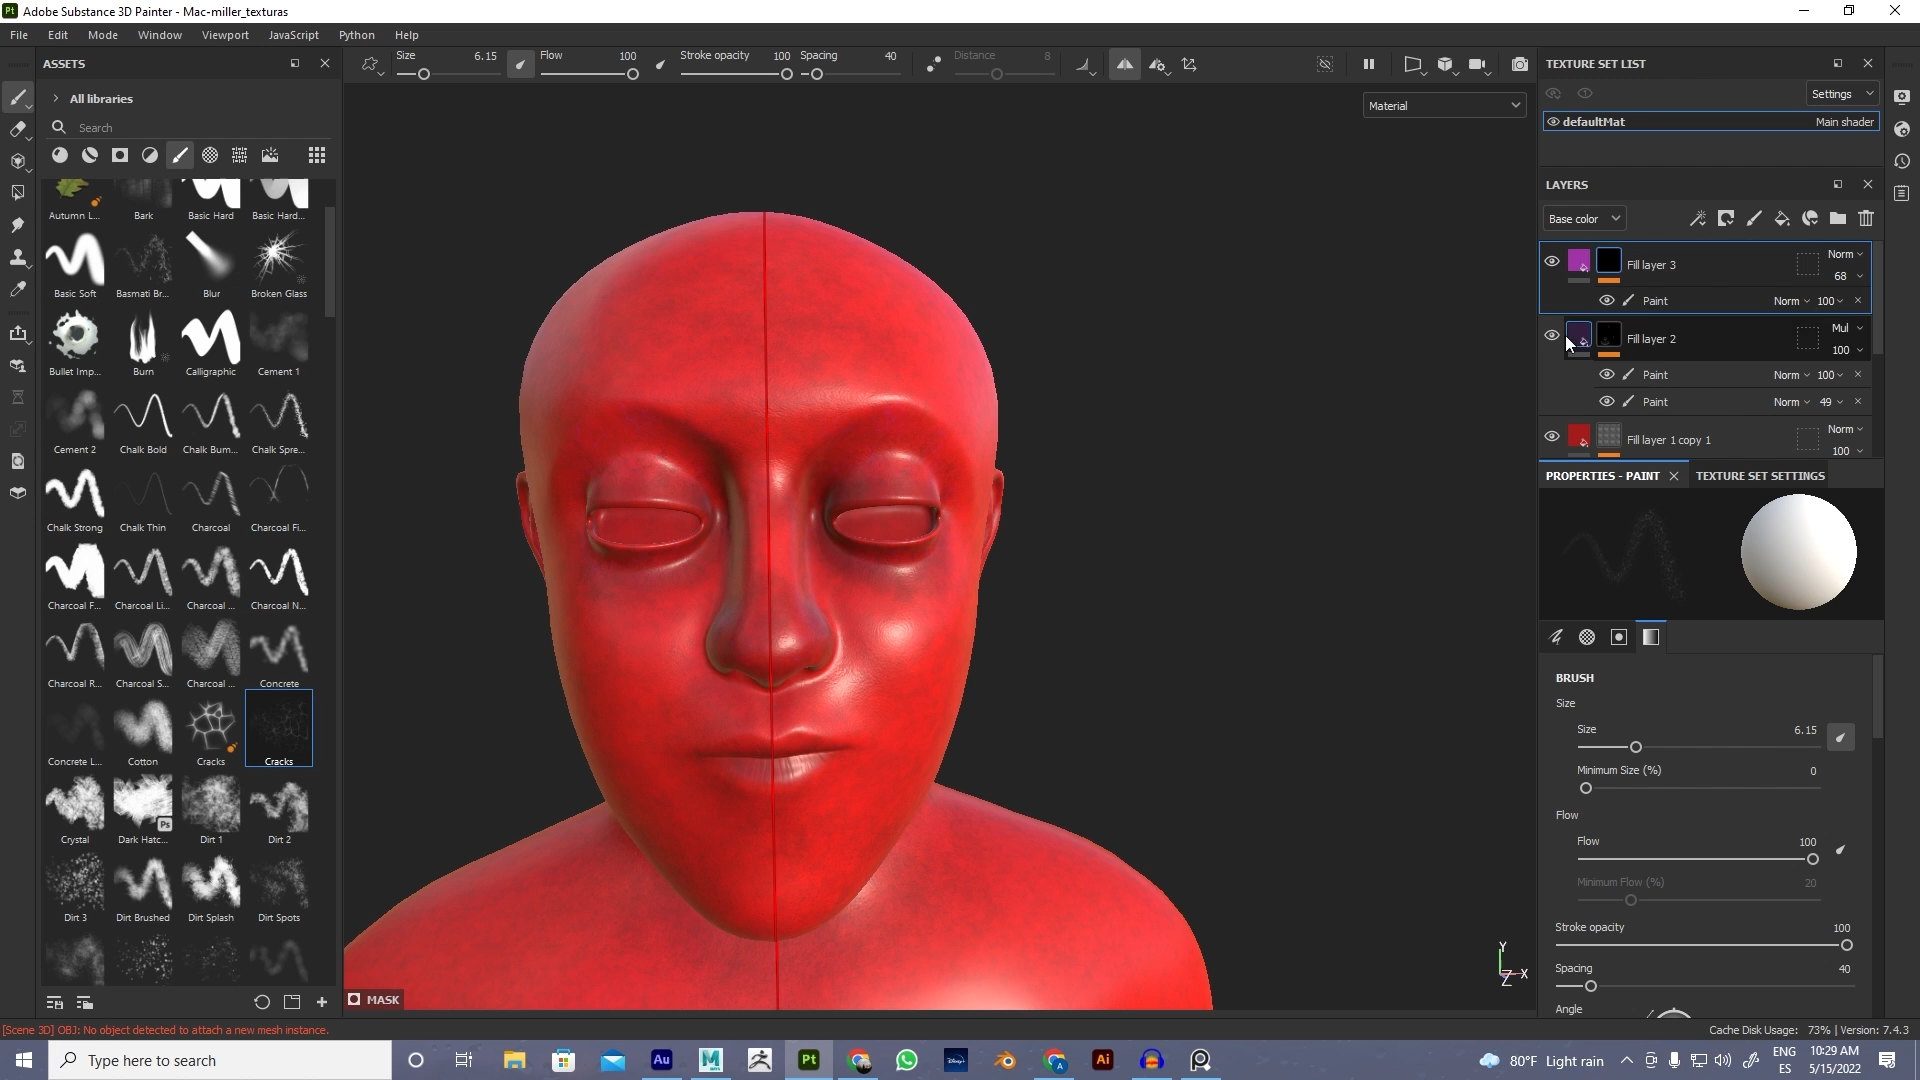 Adobe Substance 3D Painter - Mac-miller_texturas
File Edit Mode Window Viewport JavaScript Python Help
ASSETS
All libraries
Search
Autumn L... Bark Basic Hard Basic Hard...
Basic Soft Basmati Br... Blur Broken Glass
Bullet Imp... Burn Calligraphic Cement 1
Cement 2 Chalk Bold Chalk Bum... Chalk Spre...
Chalk Strong Chalk Thin Charcoal Charcoal Fi...
Charcoal F... Charcoal Li... Charcoal ... Charcoal N...
Charcoal R... Charcoal S... Charcoal ... Concrete
Concrete L... Cotton Cracks Cracks
Crystal Dark Hatc... Dirt 1 Dirt 2
Ps
Dirt 3 Dirt Brushed Dirt Splash Dirt Spots
Size 6.15 Flow 100 Stroke opacity 100 Spacing 40 Distance 8
Material
MASK
Y
X
Z
TEXTURE SET LIST
Settings
defaultMat Main shader
LAYERS
Base color
Fill layer 3 Norm
68
Paint Norm 100
Fill layer 2 Mul
100
Paint Norm 100
Paint Norm 49
Fill layer 1 copy 1 Norm
100
PROPERTIES - PAINT TEXTURE SET SETTINGS
BRUSH
Size
Size 6.15
Minimum Size (%) 0
Flow
Flow 100
Minimum Flow (%) 20
Stroke opacity 100
Spacing 40
Angle
[Scene 3D] OBJ: No object detected to attach a new mesh instance.
Cache Disk Usage: 73% | Version: 7.4.3
Type here to search
Au
Pt
Ai
80°F Light rain
ENG
ES
10:29 AM
5/15/2022